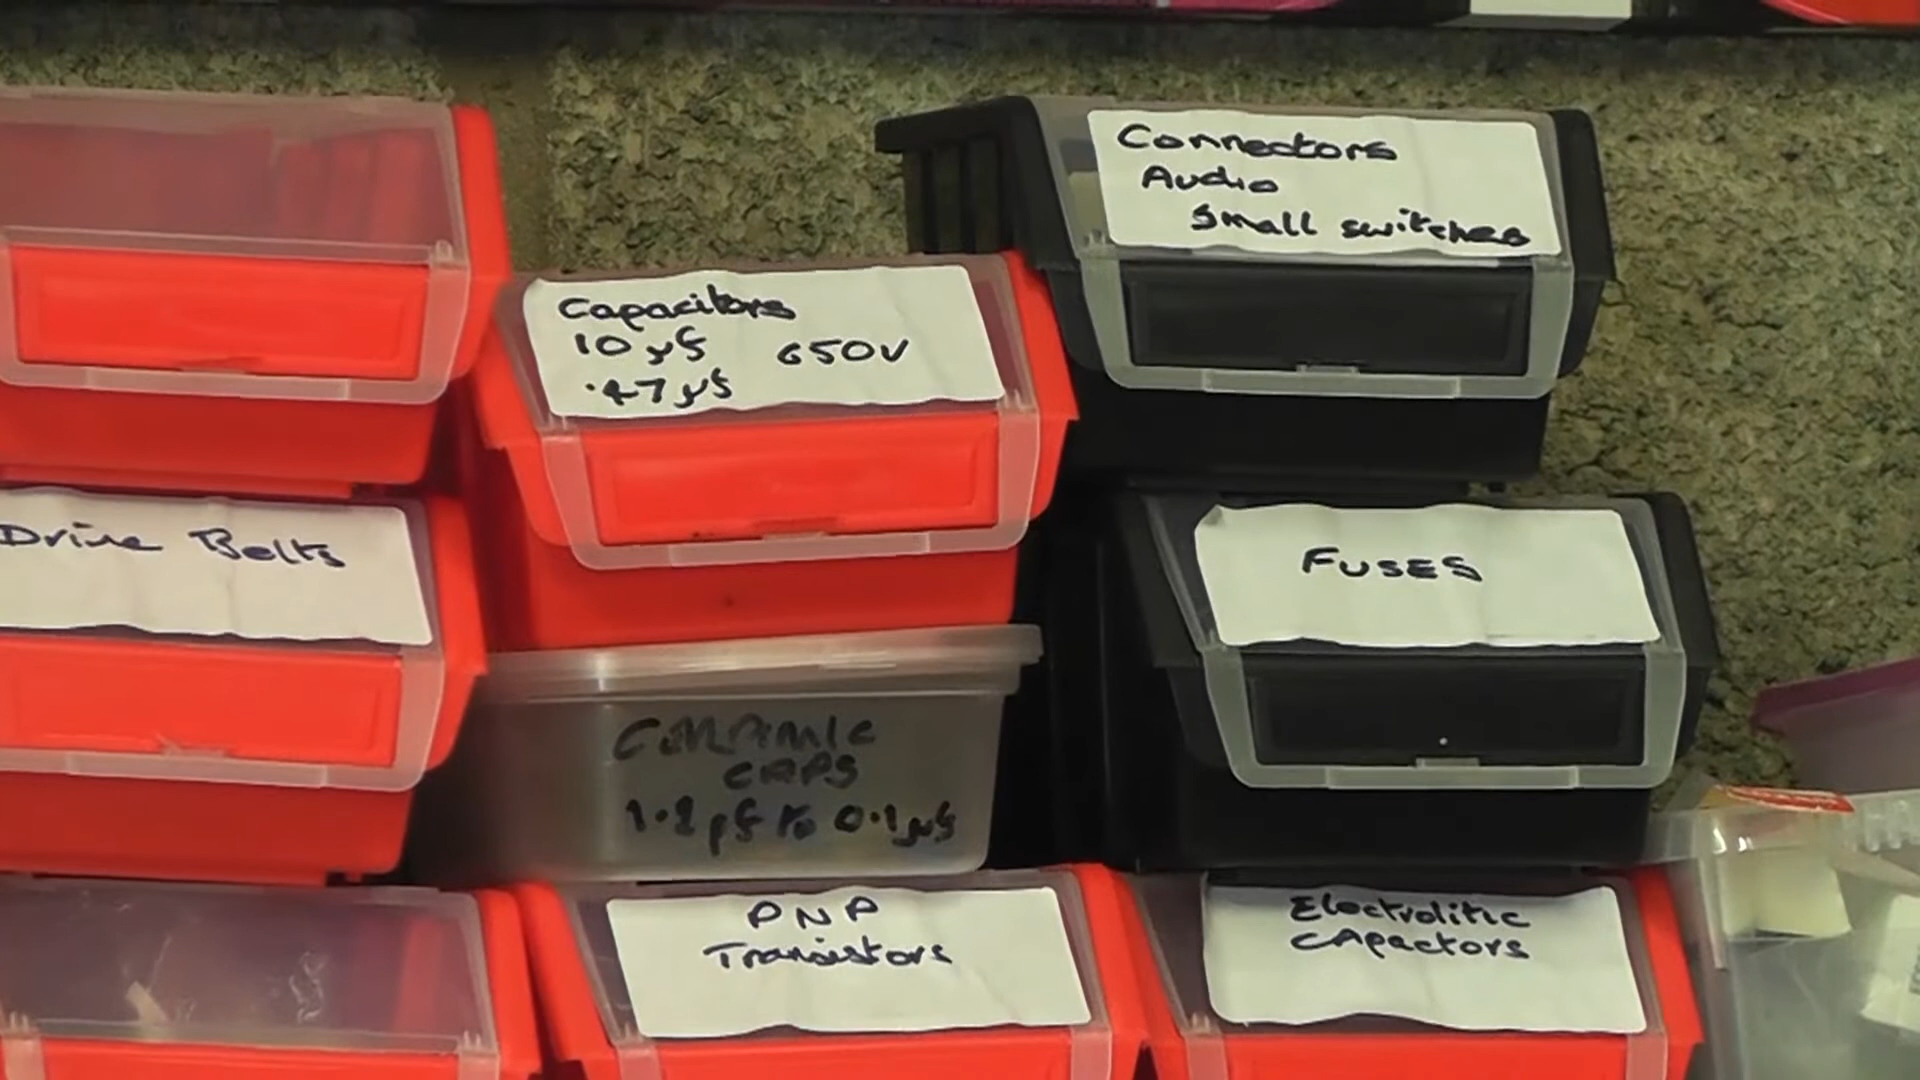 Connectors
Audio
Small switches
Capacitors
10 µf 650V
.47 µf
Drive Belts
FUSES
CERAMIC
CAPS
1.2 pf to 0.1 µf
PNP
Transistors
Electrolitic
CApactors